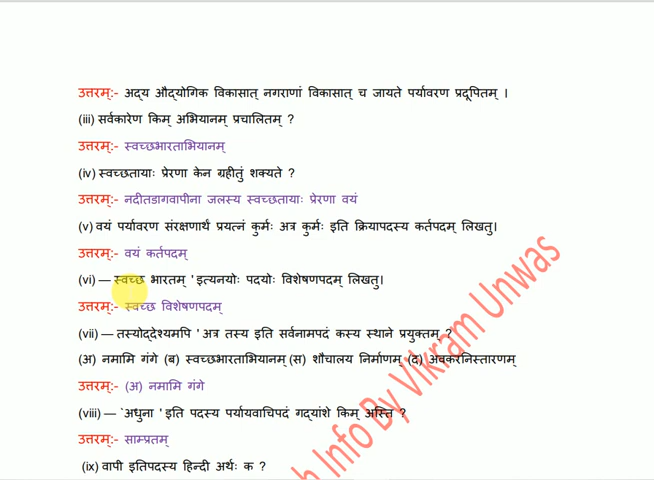 उत्तरम्:- अद्य औद्योगिक विकासात् नगराणां विकासात् च जायते पर्यावरण प्रदूपितम् ।
(iii) सर्वकारेण किम् अभियानम् प्रचालितम् ?
उत्तरम्:- स्वच्छभारताभियानम्
(iv) स्वच्छतायाः प्रेरणा केन ग्रहीतुं शक्यते ?
उत्तरम्:- नदीतडागवापीना जलस्य स्वच्छतायाः प्रेरणा वयं
(v) वयं पर्यावरण संरक्षणार्थं प्रयत्नं कुर्मः अत्र कुर्मः इति क्रियापदस्य कर्तपदम् लिखतु।
उत्तरम्:- वयं कर्तपदम्
(vi) — स्वच्छ भारतम् ' इत्यनयोः पदयोः विशेषणपदम् लिखतु।
उत्तरम्:- स्वच्छ विशेषणपदम्
(vii) — तस्योद्देश्यमपि ' अत्र तस्य इति सर्वनामापदं कस्य स्थाने प्रयुक्तम् ?
(अ) नमामि गंगे (ब) स्वच्छभारताभियानम् (स) शौचालय निर्माणम् (द) अवकरनिस्तारणम्
उत्तरम्:- (अ) नमामि गंगे
(viii) — `अधुना ' इति पदस्य पर्यायवाचिपदं गद्यांशे किम् अस्ति ?
उत्तरम्:- साम्प्रतम्
(ix) वापी इतिपदस्य हिन्दी अर्थः क ?
Info By Vikram Unwas